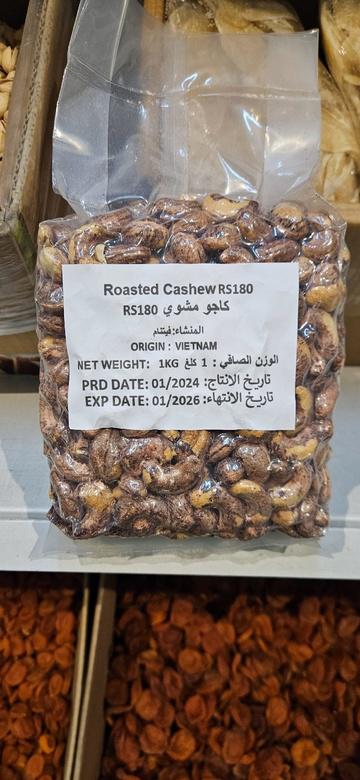 Roasted Cashew RS180
كاجو مشوي RS180
المنشاء:فيتنام
ORIGIN : VIETNAM
NET WEIGHT: 1KG الوزن الصافي : 1 كلغ
PRD DATE: 01/2024 :تاريخ الانتاج
EXP DATE: 01/2026 :تاريخ الانتهاء